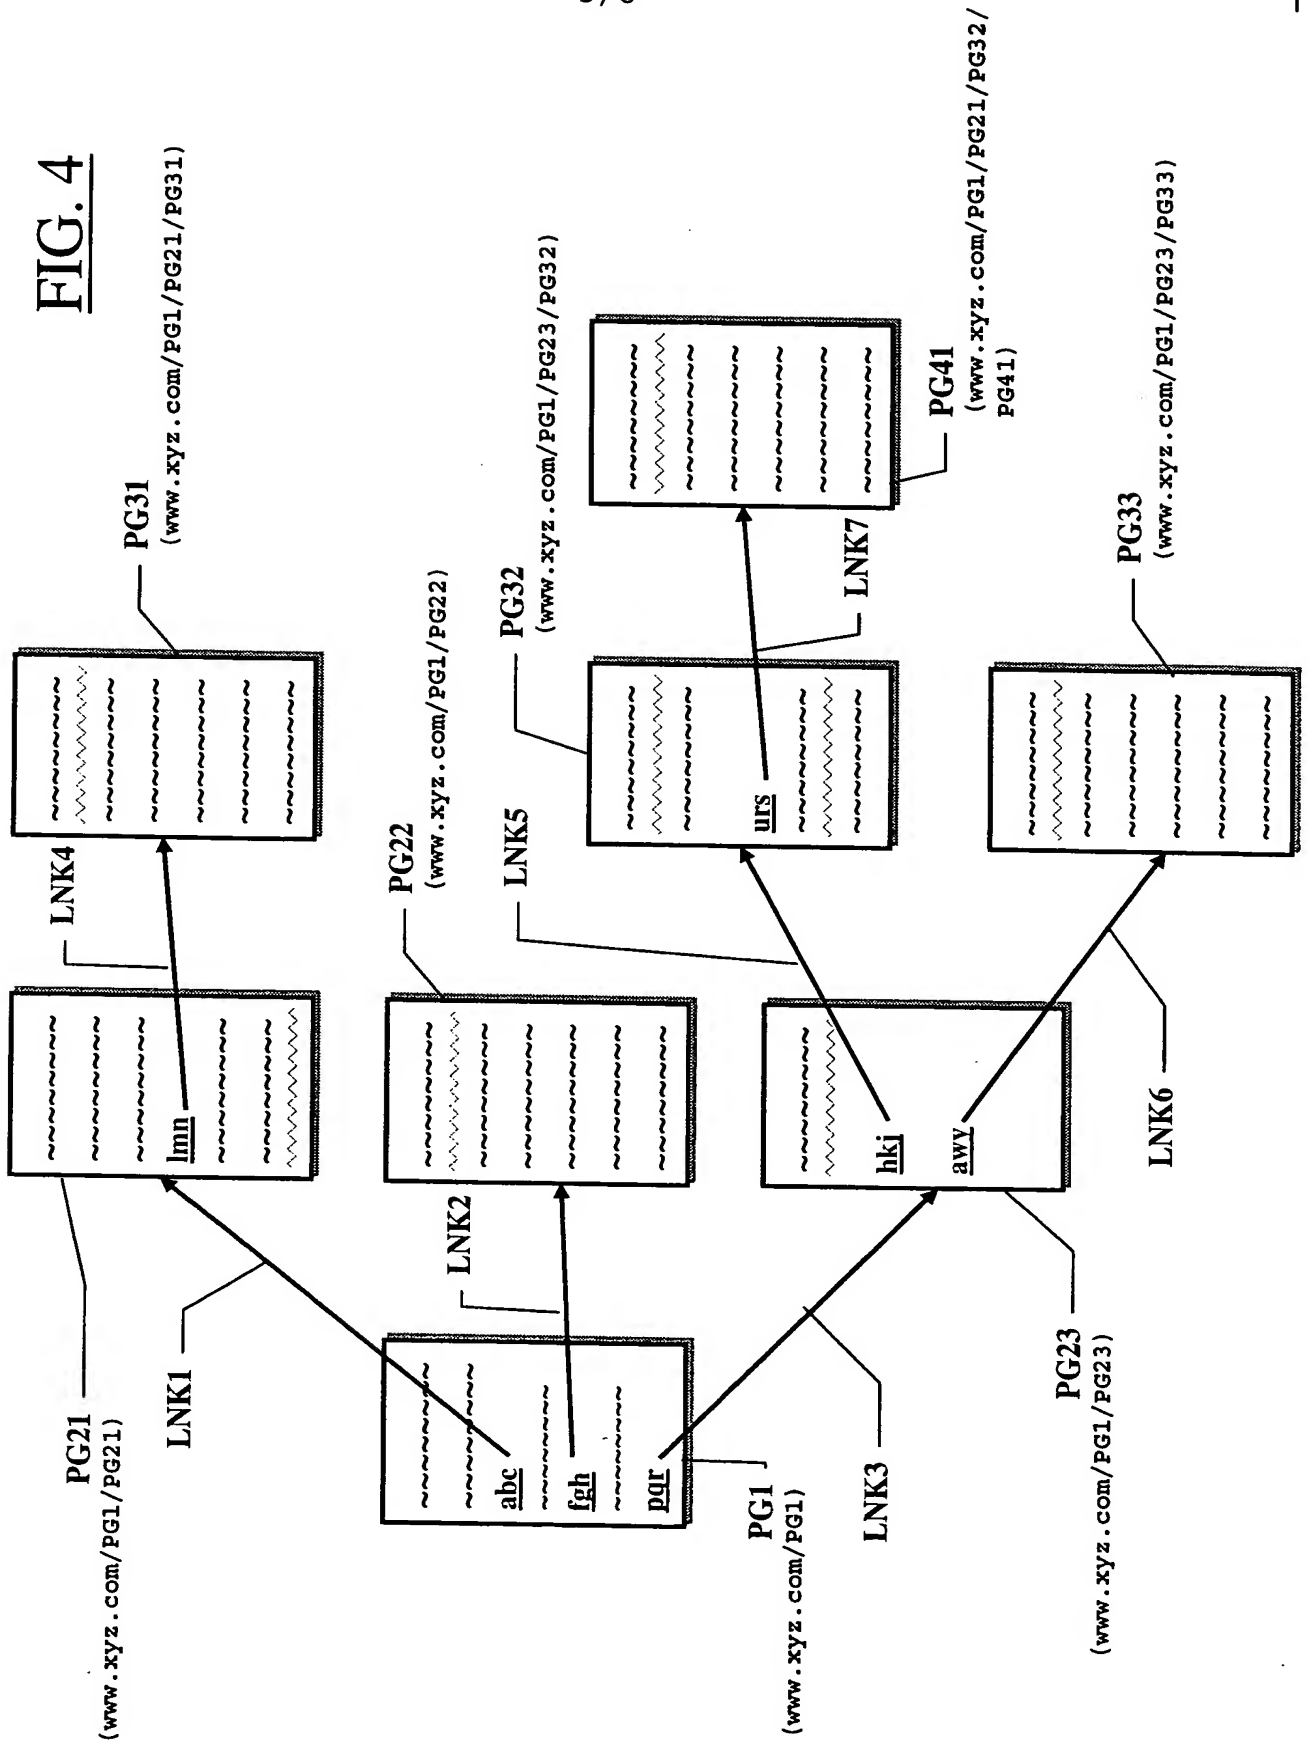 FIG. 4
PG21
(www.xyz.com/PG1/PG21)
LNK1
lmn
LNK4
PG31
(www.xyz.com/PG1/PG21/PG31)
abc
fgh
pqr
LNK2
PG22
(www.xyz.com/PG1/PG22)
PG1
(www.xyz.com/PG1)
LNK3
hkj
awy
LNK5
PG32
(www.xyz.com/PG1/PG23/PG32)
urs
LNK7
PG41
(www.xyz.com/PG1/PG21/PG32/
PG41)
PG23
(www.xyz.com/PG1/PG23)
LNK6
PG33
(www.xyz.com/PG1/PG23/PG33)